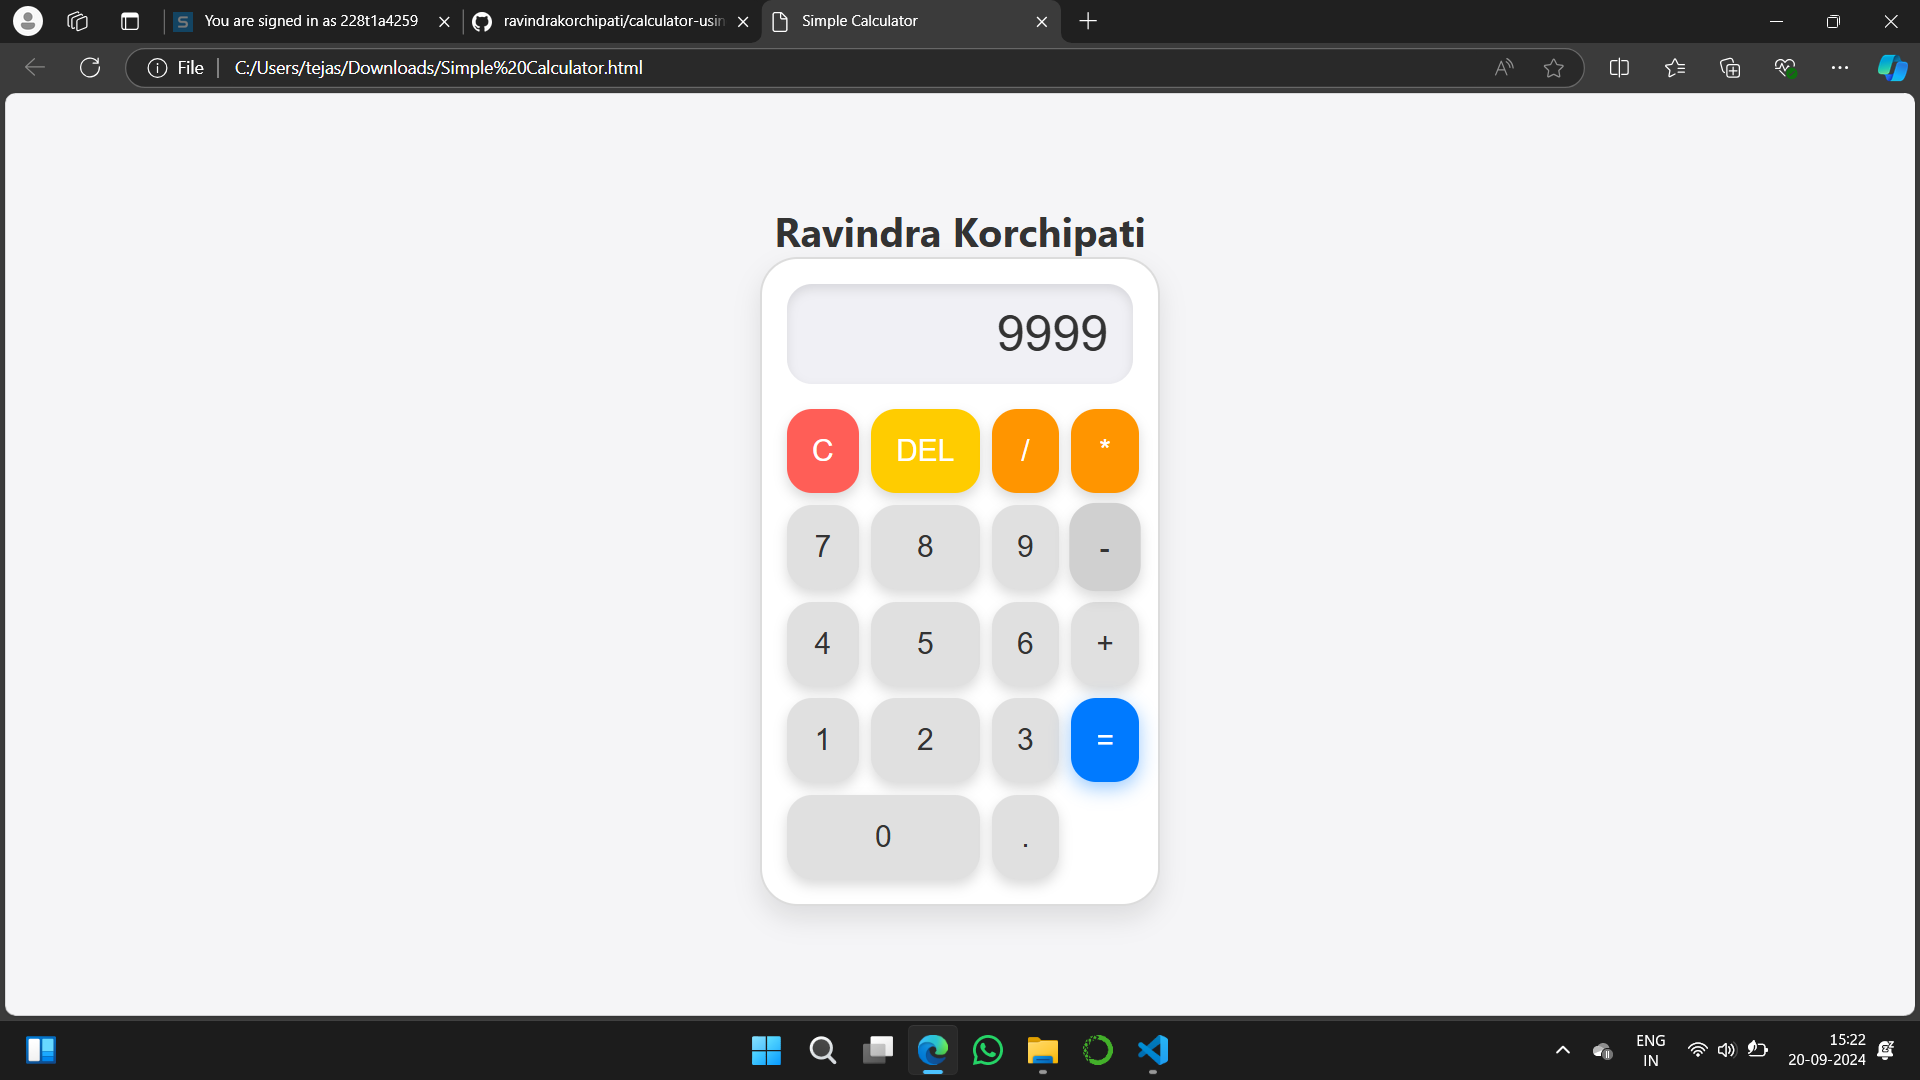 You are signed in as 228t1a4259
ravindrakorchipati/calculator-usin
Simple Calculator
File
C:/Users/tejas/Downloads/Simple%20Calculator.html
Ravindra Korchipati
9999
C DEL / *
7 8 9 -
4 5 6 +
1 2 3 =
0 .
ENG
IN
15:22
20-09-2024